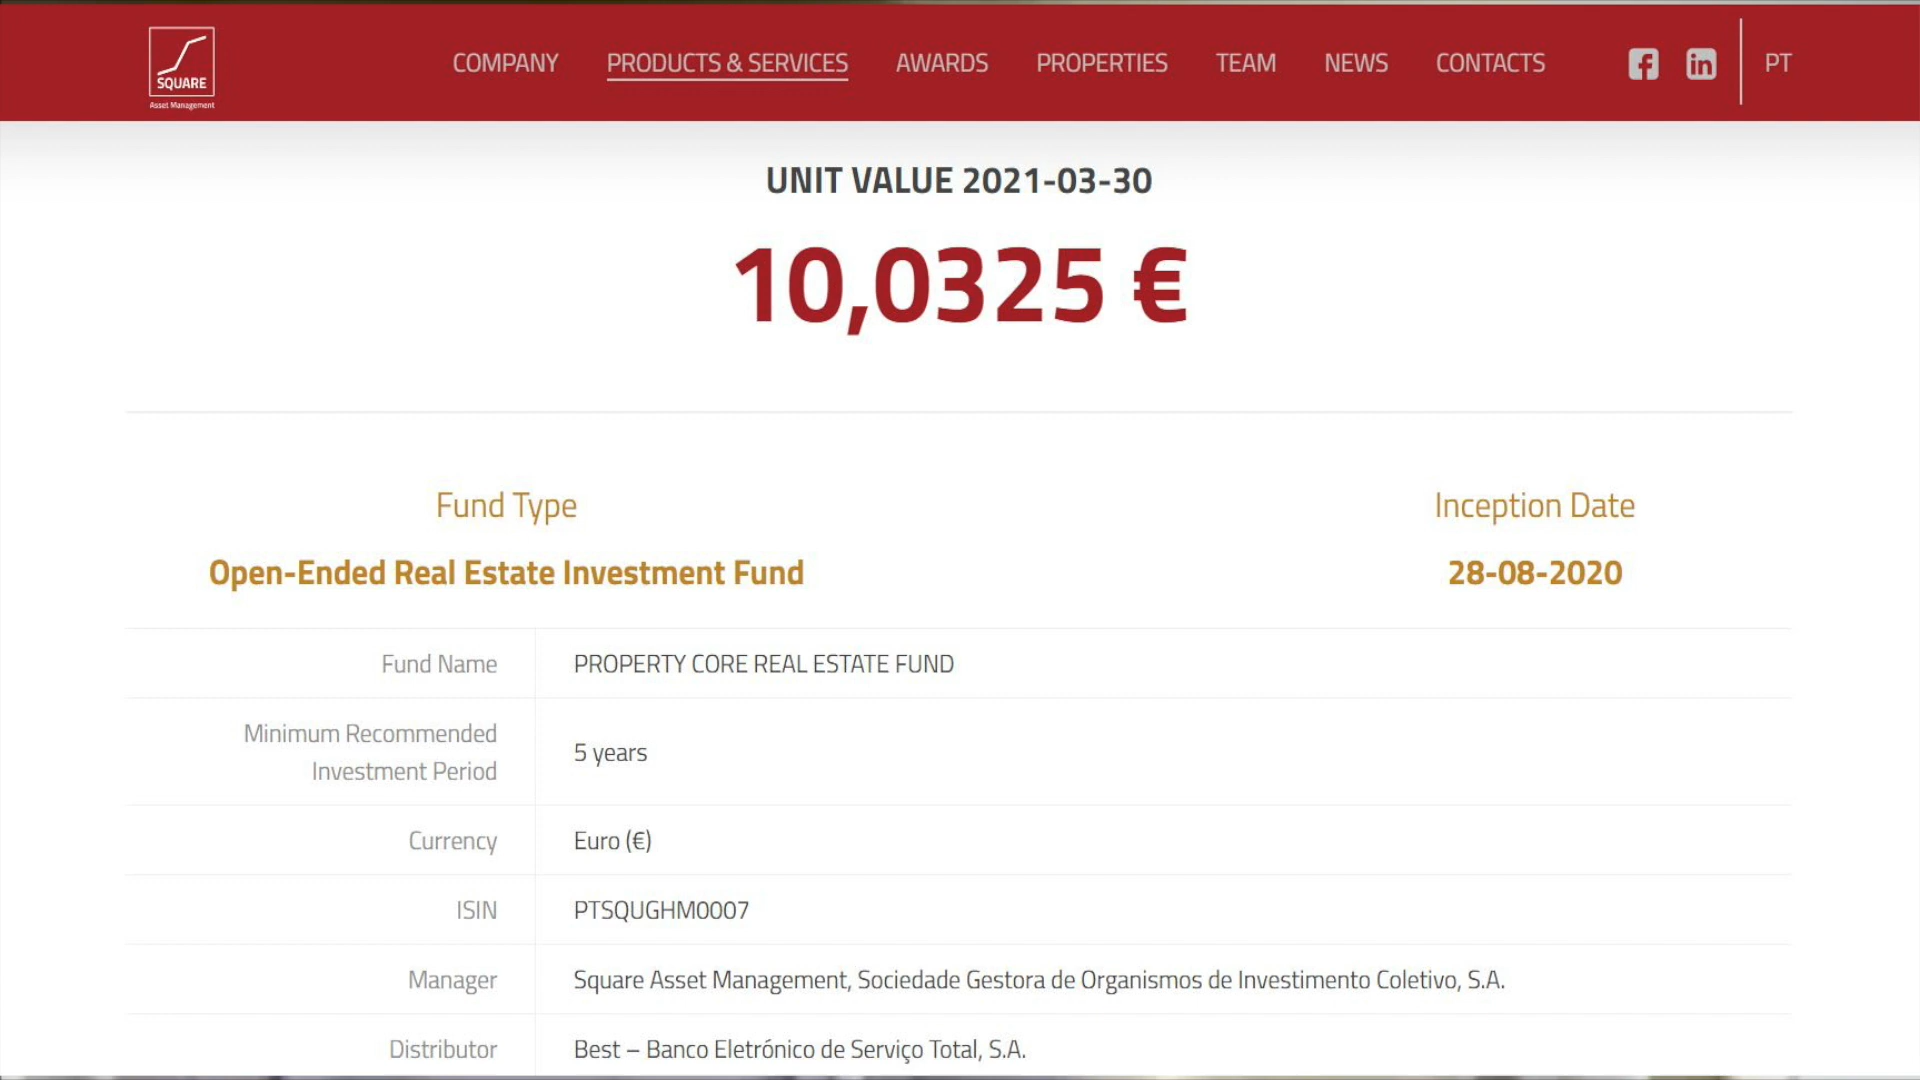 SQUARE
Asset Management
COMPANY
PRODUCTS & SERVICES
AWARDS
PROPERTIES
TEAM
NEWS
CONTACTS
PT
UNIT VALUE 2021-03-30
10,0325 €
Fund Type
Inception Date
Open-Ended Real Estate Investment Fund
28-08-2020
Fund Name
PROPERTY CORE REAL ESTATE FUND
Minimum Recommended
Investment Period
5 years
Currency
Euro (€)
ISIN
PTSQUGHM0007
Manager
Square Asset Management, Sociedade Gestora de Organismos de Investimento Coletivo, S.A.
Distributor
Best – Banco Eletrónico de Serviço Total, S.A.